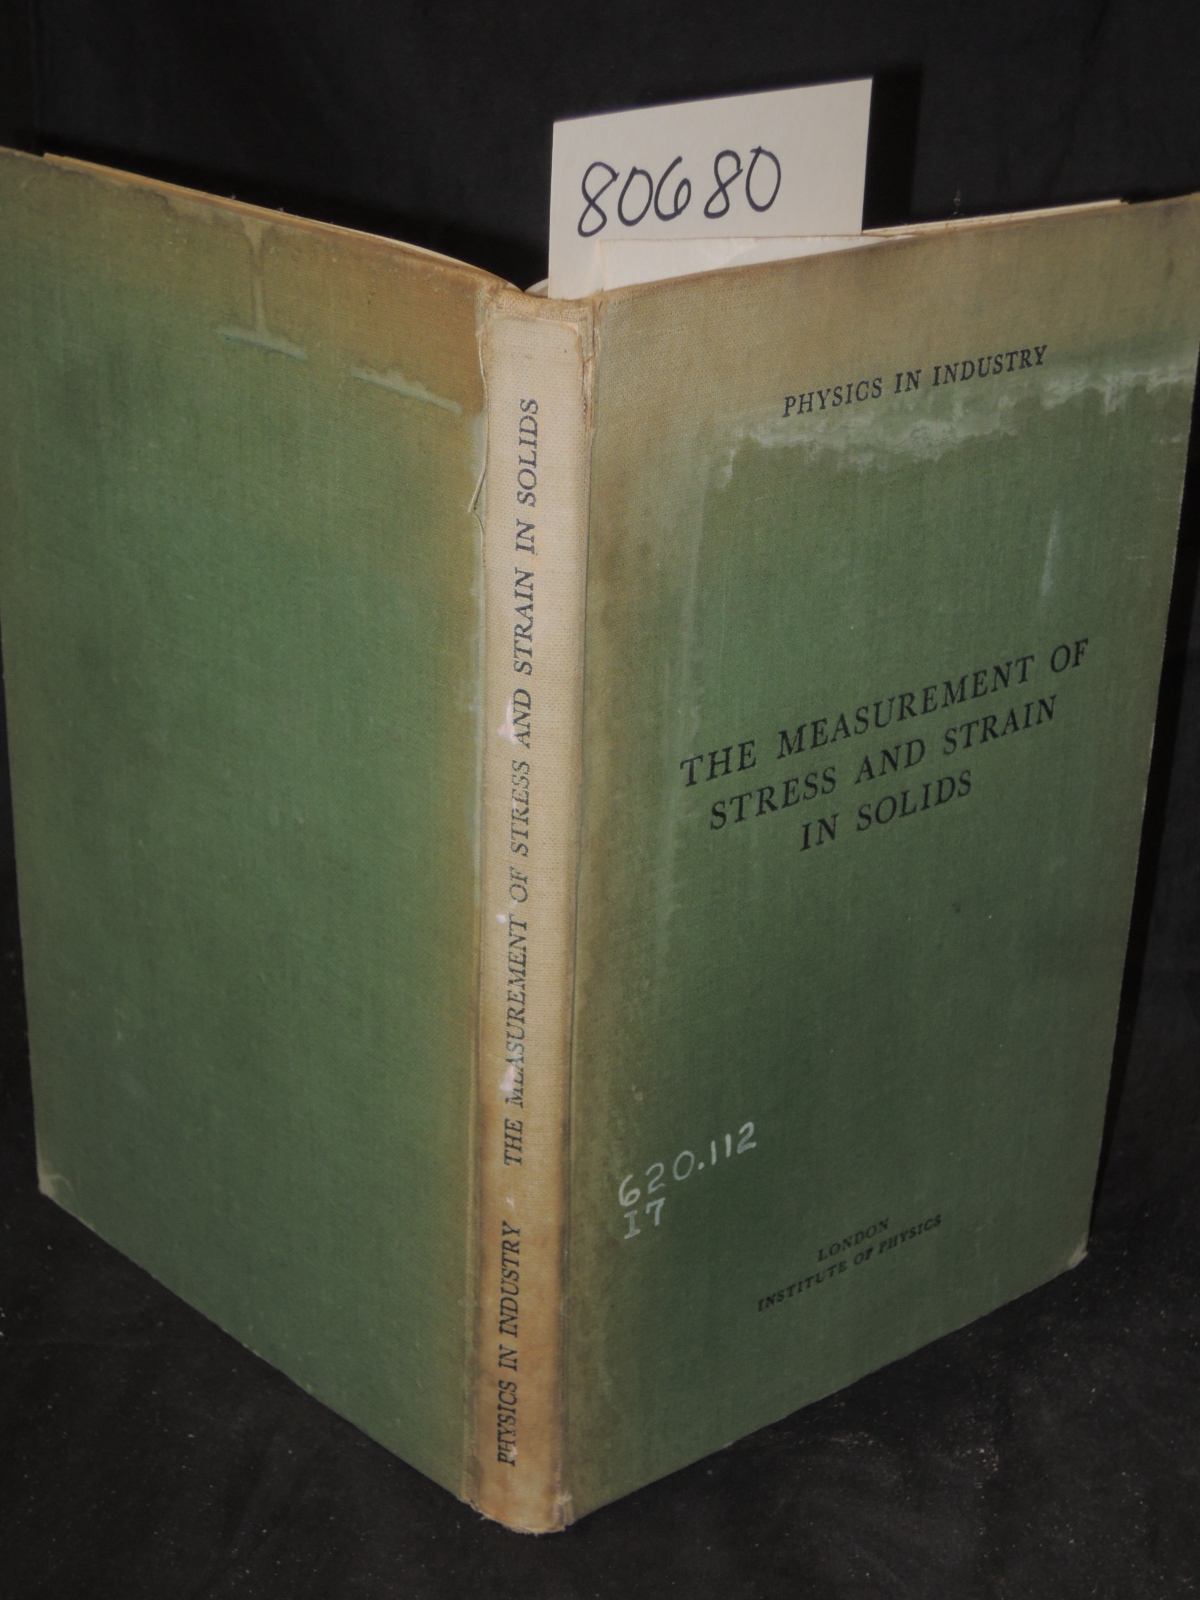 80680
PHYSICS IN INDUSTRY
THE MEASUREMENT OF
STRESS AND STRAIN
IN SOLIDS
620.112
I7
LONDON
INSTITUTE OF PHYSICS
PHYSICS IN INDUSTRY THE MEASUREMENT OF STRESS AND STRAIN IN SOLIDS